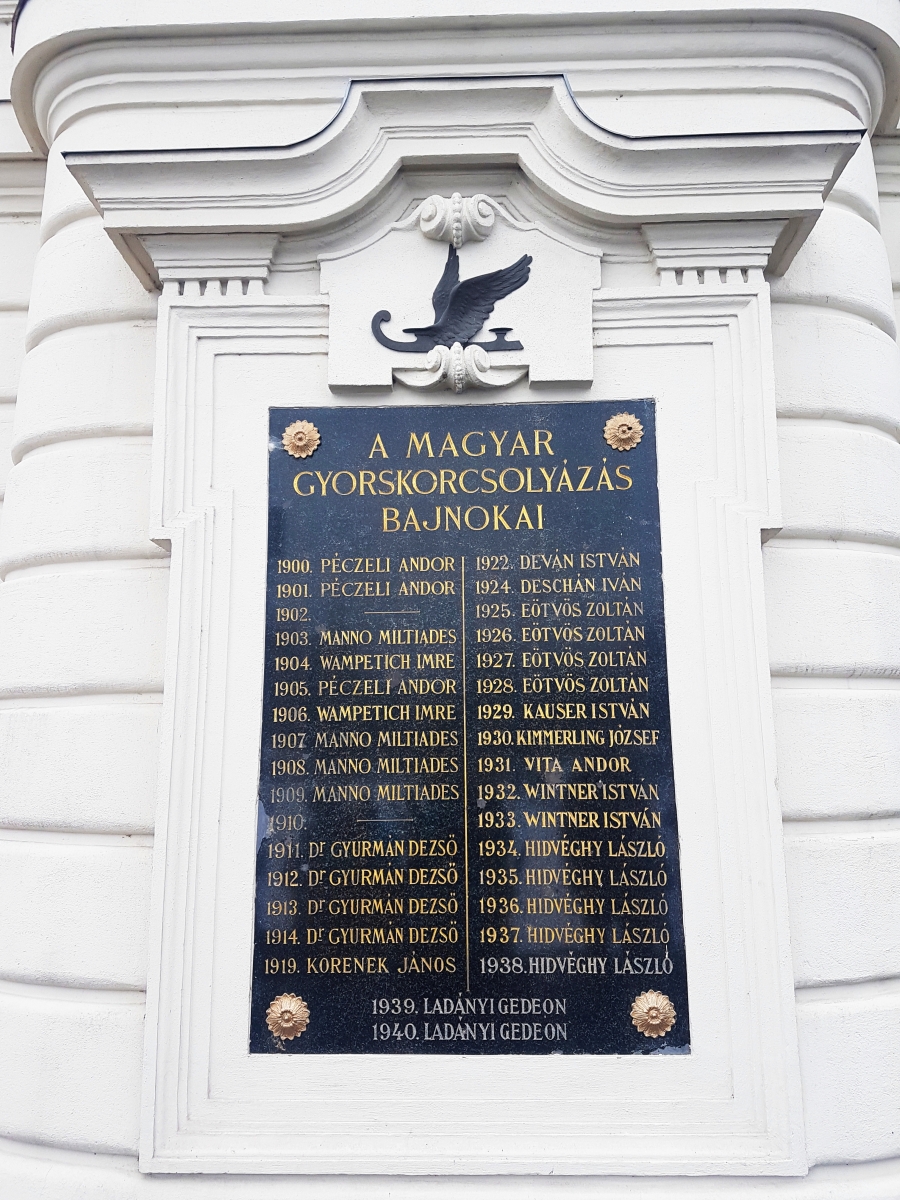 A MAGYAR
GYORSKORCSOLYÁZÁS
BAJNOKAI
1900. PÉCZELI ANDOR
1901. PÉCZELI ANDOR
1902. ———
1903. MANNO MILTIADES
1904. WAMPETICH IMRE
1905. PÉCZELI ANDOR
1906. WAMPETICH IMRE
1907. MANNO MILTIADES
1908. MANNO MILTIADES
1909. MANNO MILTIADES
1910. ———
1911. Dr GYURMÁN DEZSÖ
1912. Dr GYURMÁN DEZSÖ
1913. Dr GYURMÁN DEZSÖ
1914. Dr GYURMÁN DEZSÖ
1919. KORENEK JÁNOS
1922. DEVÁN ISTVÁN
1924. DESCHÁN IVÁN
1925. EÖTVÖS ZOLTÁN
1926. EÖTVÖS ZOLTÁN
1927. EÖTVÖS ZOLTÁN
1928. EÖTVÖS ZOLTÁN
1929. KAUSER ISTVÁN
1930. KIMMERLING JÓZSEF
1931. VITA ANDOR
1932. WINTNER ISTVÁN
1933. WINTNER ISTVÁN
1934. HIDVÉGHY LÁSZLÓ
1935. HIDVÉGHY LÁSZLÓ
1936. HIDVÉGHY LÁSZLÓ
1937. HIDVÉGHY LÁSZLÓ
1938. HIDVÉGHY LÁSZLÓ
1939. LADÁNYI GEDEON
1940. LADÁNYI GEDEON